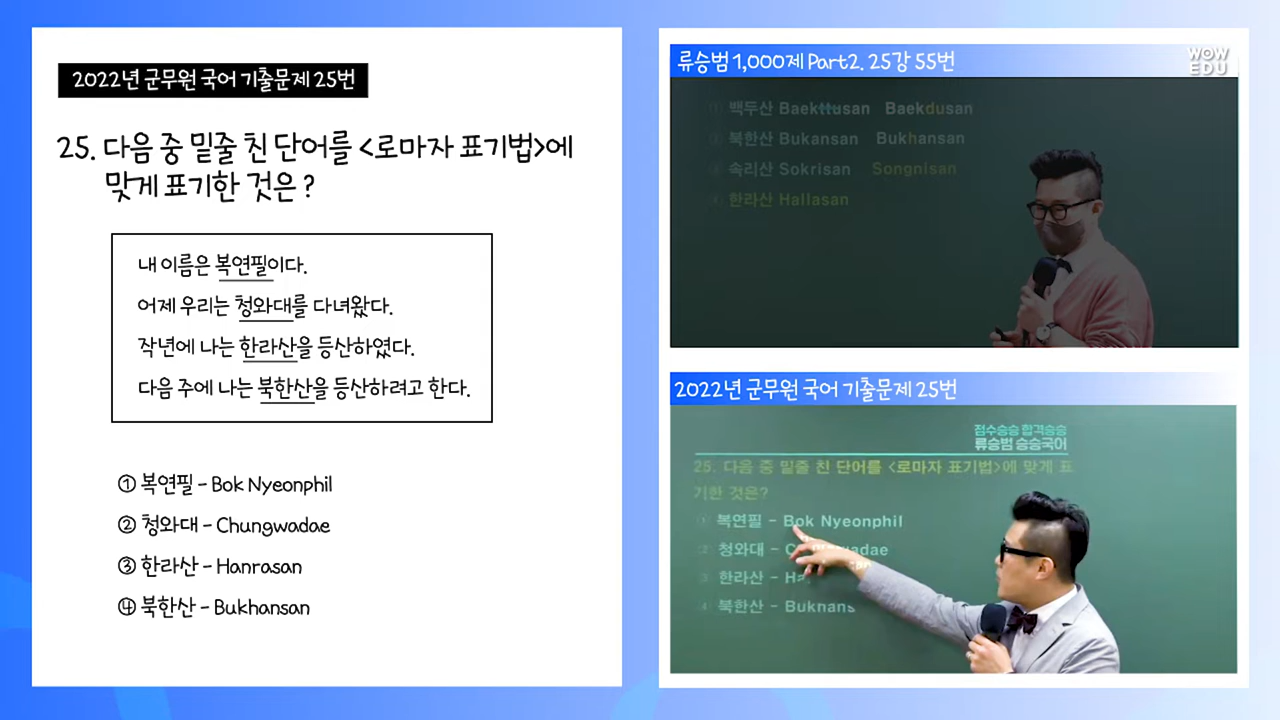 2022년 군무원 국어 기출문제 25번
25. 다음 중 밑줄 친 단어를 <로마자 표기법>에
맞게 표기한 것은?
내 이름은 복연필이다.
어제 우리는 청와대를 다녀왔다.
작년에 나는 한라산을 등산하였다.
다음 주에 나는 북한산을 등산하려고 한다.
① 복연필 - Bok Nyeonphil
② 청와대 - Chungwadae
③ 한라산 - Hanrasan
④ 북한산 - Bukhansan
류승범 1,000제 Part2. 25강 55번
WOW
EDU
① 백두산 Baekttusan Baekdusan
② 북한산 Bukansan Bukhansan
③ 속리산 Sokrisan Songnisan
④ 한라산 Hallasan
2022년 군무원 국어 기출문제 25번
점수승승 합격승승
류승범 승승국어
25. 다음 중 밑줄 친 단어를 <로마자 표기법>에 맞게 표
기한 것은?
① 복연필 - Bok Nyeonphil
② 청와대 -
③ 한라산 -
④ 북한산 - Bukhans